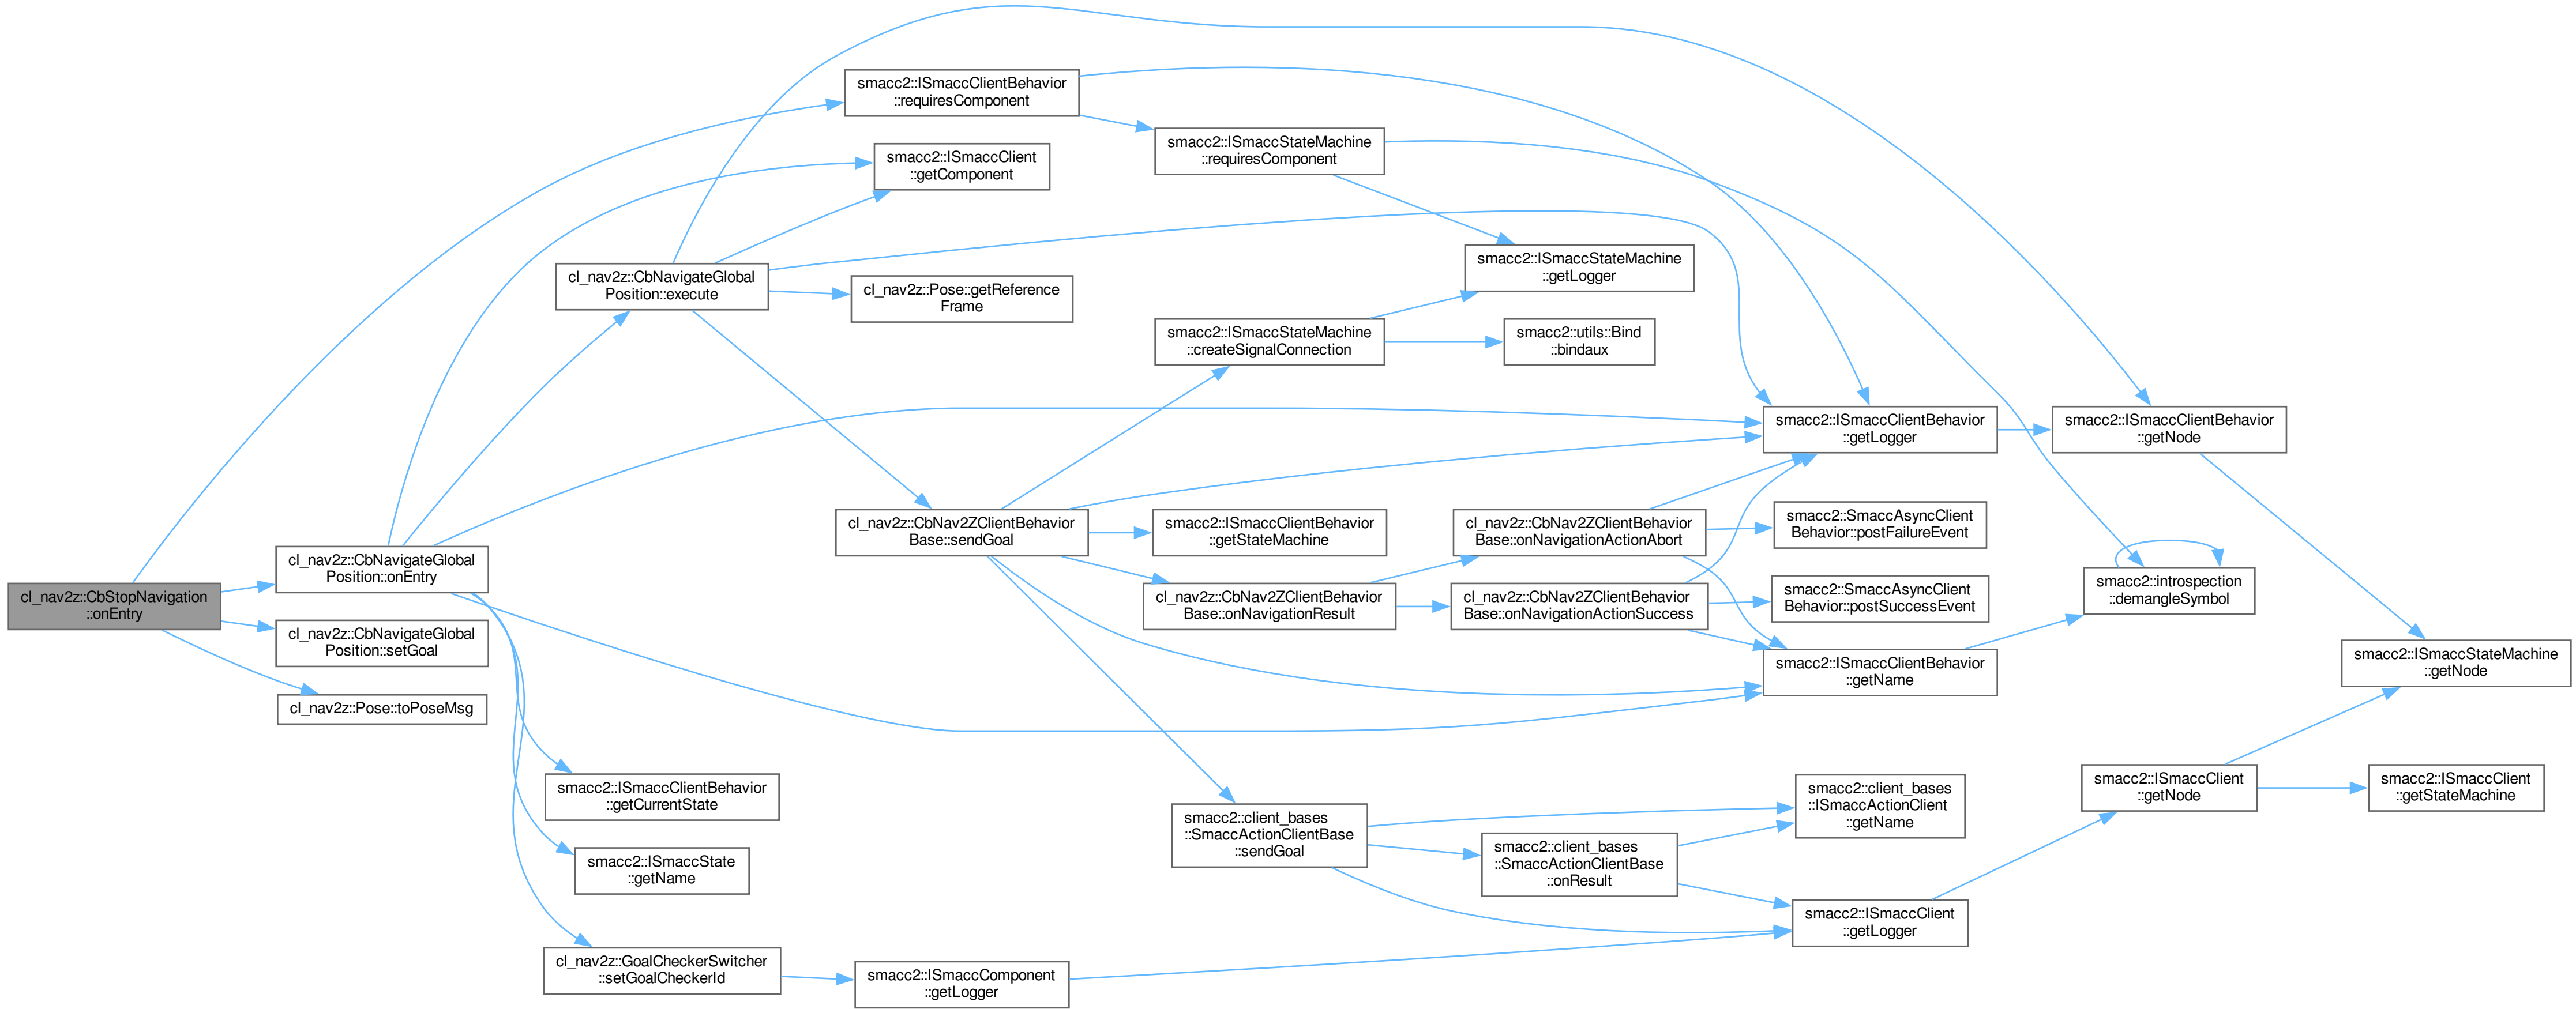 cl_nav2z::CbStopNavigation
::onEntry
cl_nav2z::CbNavigateGlobal
Position::onEntry
cl_nav2z::CbNavigateGlobal
Position::setGoal
cl_nav2z::Pose::toPoseMsg
cl_nav2z::CbNavigateGlobal
Position::execute
smacc2::ISmaccClientBehavior
::getCurrentState
smacc2::ISmaccState
::getName
cl_nav2z::GoalCheckerSwitcher
::setGoalCheckerId
smacc2::ISmaccClientBehavior
::requiresComponent
smacc2::ISmaccClient
::getComponent
cl_nav2z::Pose::getReference
Frame
cl_nav2z::CbNav2ZClientBehavior
Base::sendGoal
smacc2::ISmaccComponent
::getLogger
smacc2::ISmaccStateMachine
::requiresComponent
smacc2::ISmaccStateMachine
::createSignalConnection
smacc2::ISmaccClientBehavior
::getStateMachine
cl_nav2z::CbNav2ZClientBehavior
Base::onNavigationResult
smacc2::client_bases
::SmaccActionClientBase
::sendGoal
smacc2::ISmaccStateMachine
::getLogger
smacc2::utils::Bind
::bindaux
cl_nav2z::CbNav2ZClientBehavior
Base::onNavigationActionAbort
cl_nav2z::CbNav2ZClientBehavior
Base::onNavigationActionSuccess
smacc2::client_bases
::SmaccActionClientBase
::onResult
smacc2::ISmaccClientBehavior
::getLogger
smacc2::SmaccAsyncClient
Behavior::postFailureEvent
smacc2::SmaccAsyncClient
Behavior::postSuccessEvent
smacc2::ISmaccClientBehavior
::getName
smacc2::client_bases
::ISmaccActionClient
::getName
smacc2::ISmaccClient
::getLogger
smacc2::ISmaccClientBehavior
::getNode
smacc2::introspection
::demangleSymbol
smacc2::ISmaccClient
::getNode
smacc2::ISmaccStateMachine
::getNode
smacc2::ISmaccClient
::getStateMachine